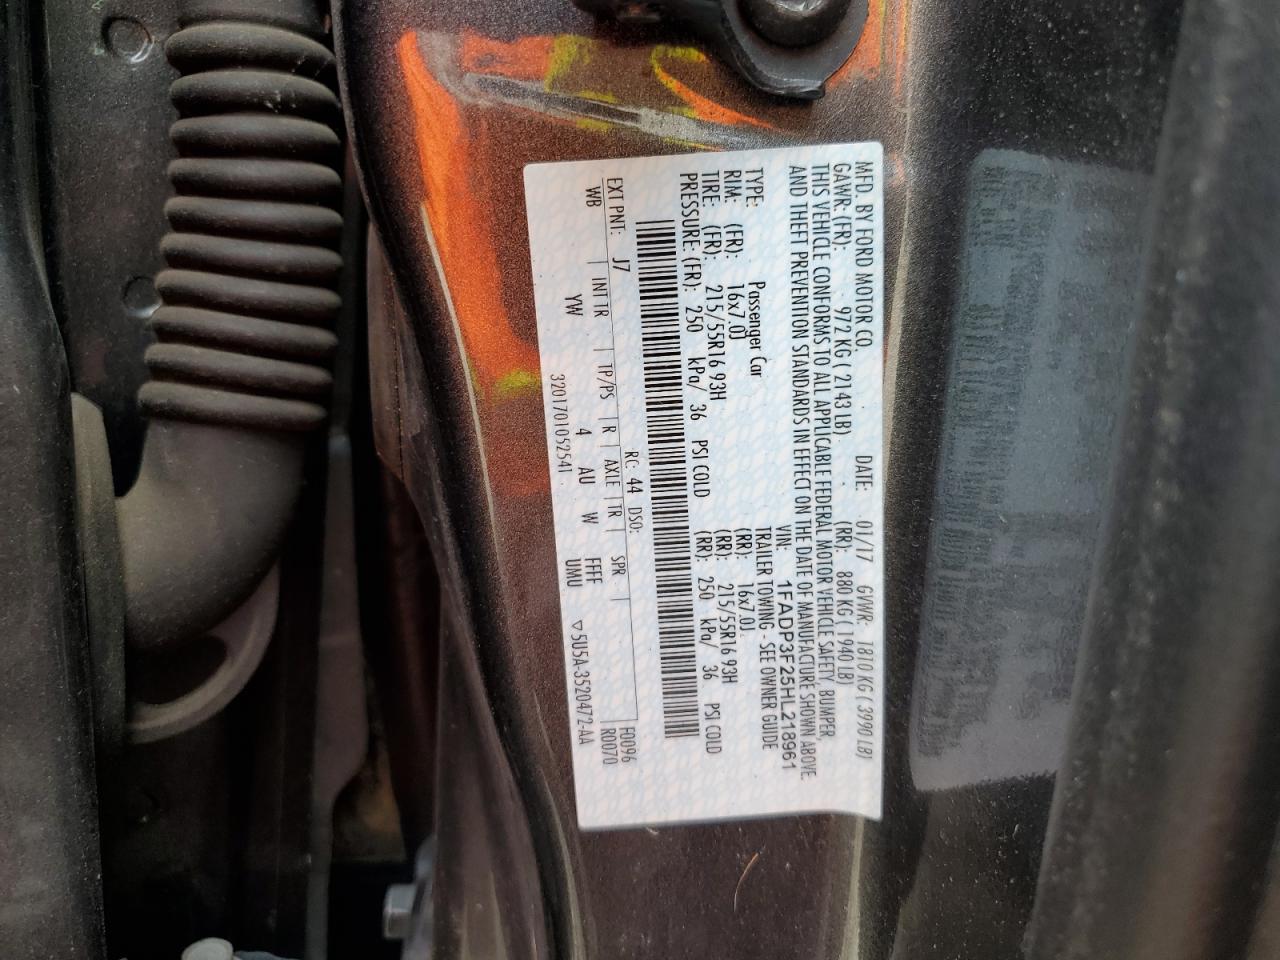 MFD. BY FORD MOTOR CO. DATE: 01/17 GVWR: 1810 KG ( 3990 LB)
GAWR: (FR): 972 KG ( 2143 LB) (RR): 880 KG ( 1940 LB)
THIS VEHICLE CONFORMS TO ALL APPLICABLE FEDERAL MOTOR VEHICLE SAFETY, BUMPER,
AND THEFT PREVENTION STANDARDS IN EFFECT ON THE DATE OF MANUFACTURE SHOWN ABOVE.
VIN: 1FADP3F25HL218961
TYPE: Passenger Car TRAILER TOWING - SEE OWNER GUIDE
RIM: (FR): 16x7.0J (RR): 16x7.0J
TIRE: (FR): 215/55R16 93H (RR): 215/55R16 93H
PRESSURE: (FR): 250 kPa/ 36 PSI COLD (RR): 250 kPa/ 36 PSI COLD
EXT PNT: J7 RC: 44 DSO: F0096
WB | INT TR | TP/PS | R | AXLE | TR | SPR | R0070
YW 4 AU W FFFF
UMU
3201701052541 ▽5U5A-3520472-AA